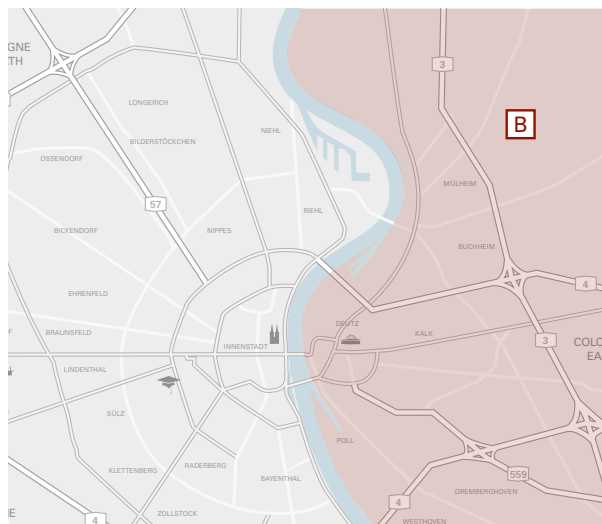 GNE
TH
3
LONGERICH
B
NIEHL
BILDERSTÖCKCHEN
OSSENDORF
MÜLHEIM
57
RIEHL
BICKENDORF
NIPPES
BUCHHEIM
4
EHRENFELD
DEUTZ
F
BRAUNSFELD
KALK
3
COLO
EA
INNENSTADT
LINDENTHAL
F
SÜLZ
POLL
RADERBERG
KLETTENBERG
BAYENTHAL
559
GREMBERGHOVEN
4
NE
ZOLLSTOCK
4
WESTHOVEN